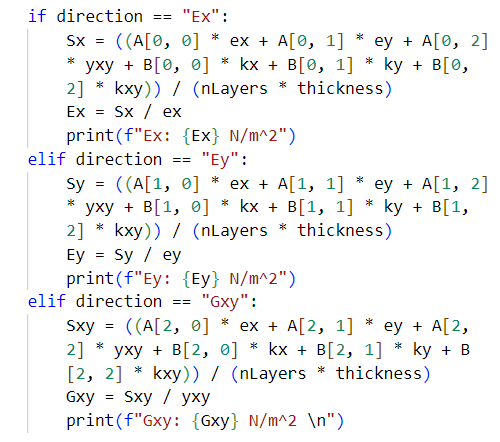 if direction == "Ex":
Sx = ((A[0, 0] * ex + A[0, 1] * ey + A[0, 2]
* yxy + B[0, 0] * kx + B[0, 1] * ky + B[0,
2] * kxy)) / (nLayers * thickness)
Ex = Sx / ex
print(f"Ex: {Ex} N/m^2")
elif direction == "Ey":
Sy = ((A[1, 0] * ex + A[1, 1] * ey + A[1, 2]
* yxy + B[1, 0] * kx + B[1, 1] * ky + B[1,
2] * kxy)) / (nLayers * thickness)
Ey = Sy / ey
print(f"Ey: {Ey} N/m^2")
elif direction == "Gxy":
Sxy = ((A[2, 0] * ex + A[2, 1] * ey + A[2,
2] * yxy + B[2, 0] * kx + B[2, 1] * ky + B
[2, 2] * kxy)) / (nLayers * thickness)
Gxy = Sxy / yxy
print(f"Gxy: {Gxy} N/m^2 \n")